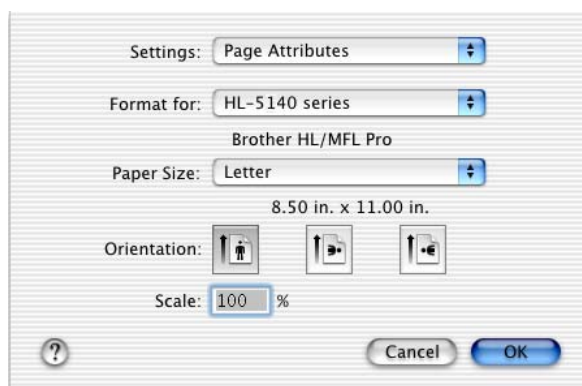 Settings: Page Attributes
Format for: HL-5140 series
Brother HL/MFL Pro
Paper Size: Letter
8.50 in. x 11.00 in.
Orientation:
Scale: 100 %
? Cancel OK